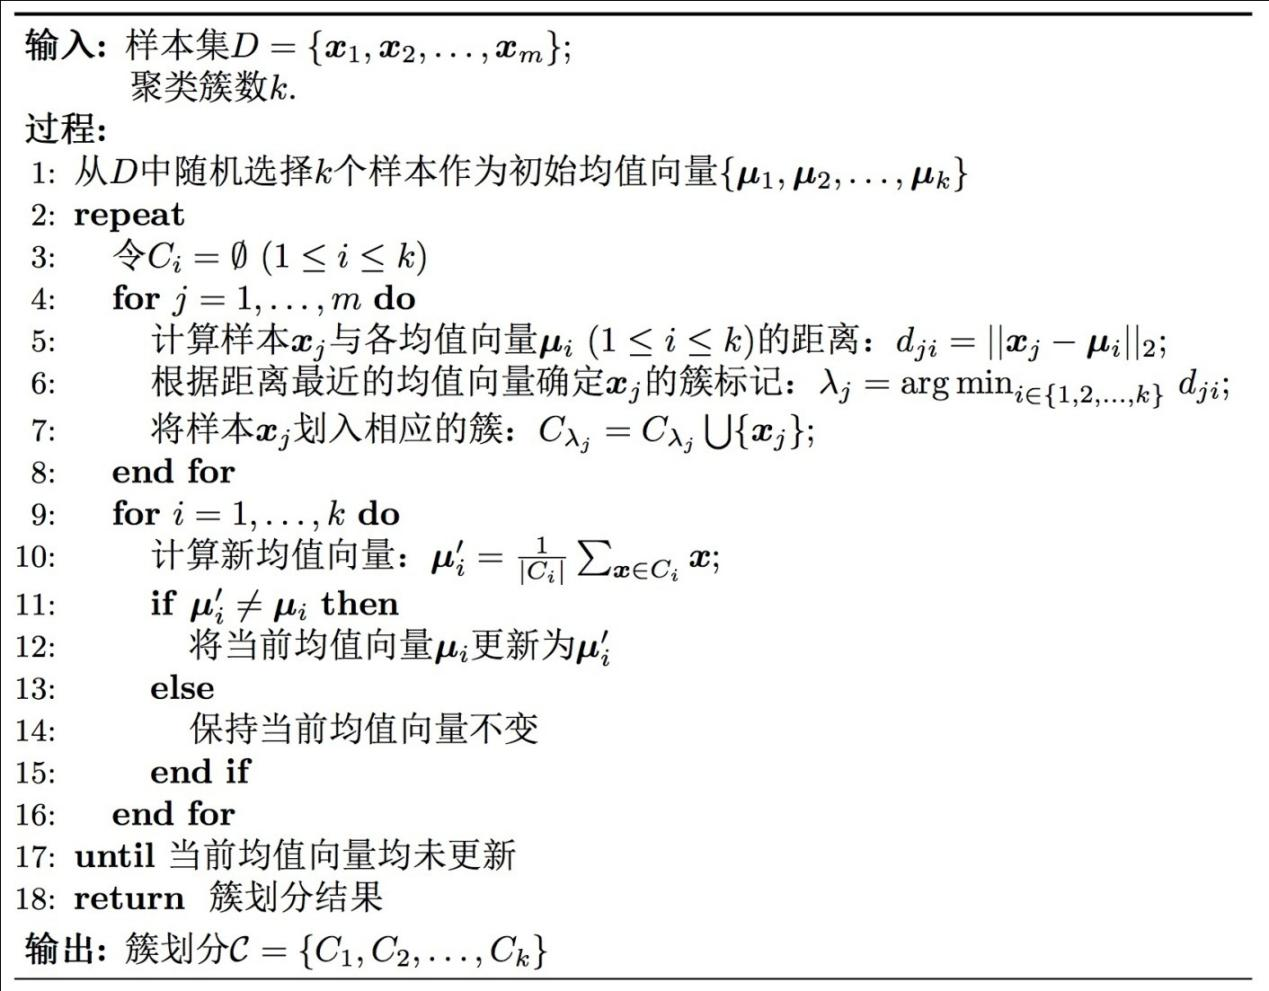 输入: 样本集D = {x₁, x₂, ..., xₘ};
聚类簇数k.
过程:
1: 从D中随机选择k个样本作为初始均值向量{μ₁, μ₂, ..., μₖ}
2: repeat
3: 令Cᵢ = ∅ (1 ≤ i ≤ k)
4: for j = 1, ..., m do
5: 计算样本xⱼ与各均值向量μᵢ (1 ≤ i ≤ k)的距离: dⱼᵢ = ||xⱼ − μᵢ||₂;
6: 根据距离最近的均值向量确定xⱼ的簇标记: λⱼ = arg min_{i∈{1,2,...,k}} dⱼᵢ;
7: 将样本xⱼ划入相应的簇: C_{λⱼ} = C_{λⱼ} ⋃{xⱼ};
8: end for
9: for i = 1, ..., k do
10: 计算新均值向量: μ′ᵢ = \frac{1}{|Cᵢ|} ∑_{x∈Cᵢ} x;
11: if μ′ᵢ ≠ μᵢ then
12: 将当前均值向量μᵢ更新为μ′ᵢ
13: else
14: 保持当前均值向量不变
15: end if
16: end for
17: until 当前均值向量均未更新
18: return 簇划分结果
输出: 簇划分𝒞 = {C₁, C₂, ..., Cₖ}